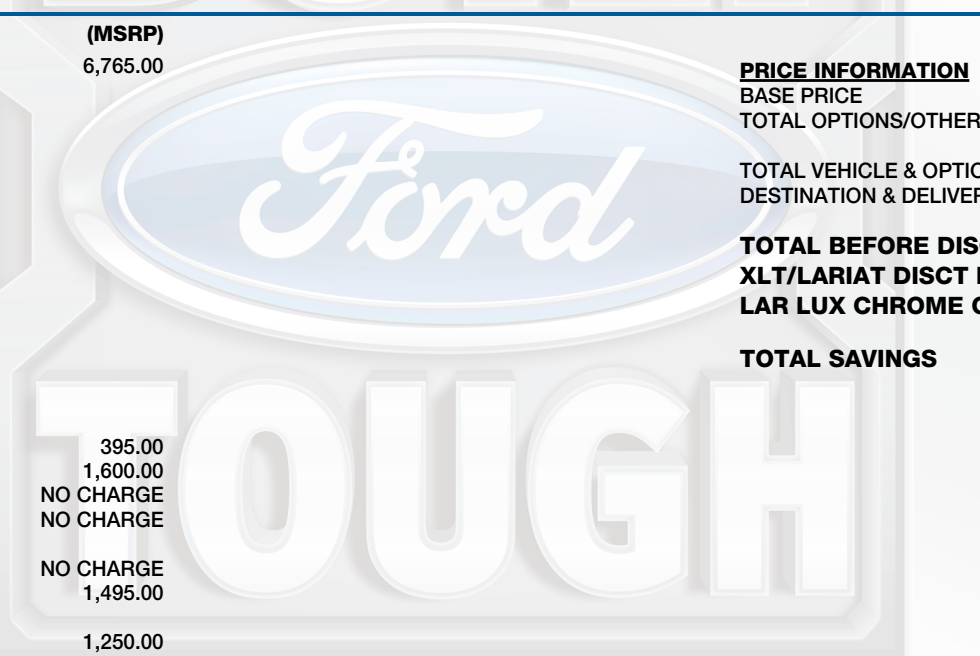 (MSRP)
6,765.00
395.00
1,600.00
NO CHARGE
NO CHARGE
NO CHARGE
1,495.00
1,250.00
PRICE INFORMATION
BASE PRICE
TOTAL OPTIONS/OTHER
TOTAL VEHICLE & OPTIO
DESTINATION & DELIVER
TOTAL BEFORE DIS
XLT/LARIAT DISCT
LAR LUX CHROME
TOTAL SAVINGS
Ford
TOUGH